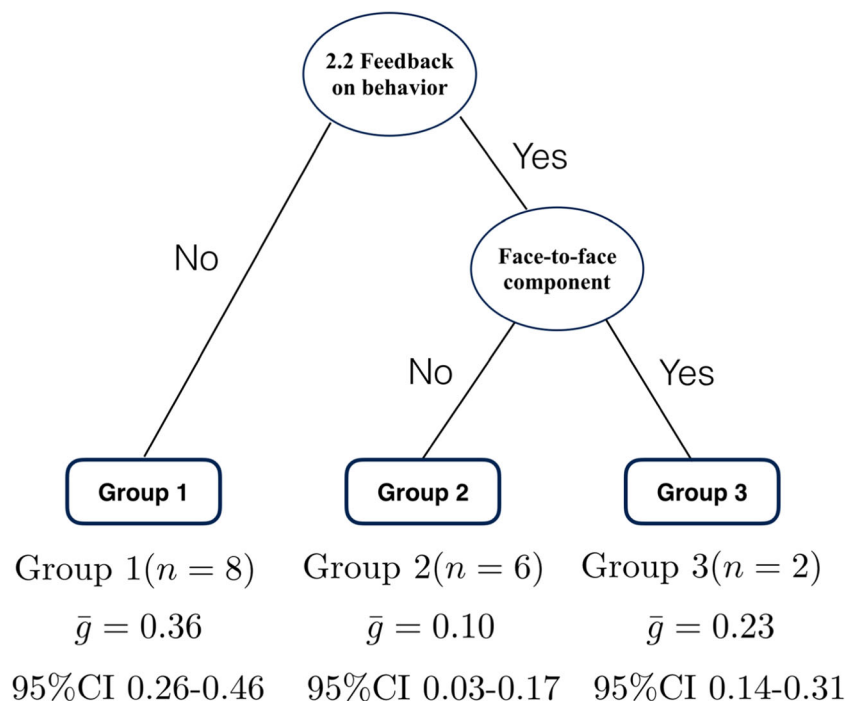 2.2 Feedback
on behavior
Yes
No
Face-to-face
component
No
Yes
Group 1
Group 2
Group 3
Group 1(n = 8)
Group 2(n = 6)
Group 3(n = 2)
ḡ = 0.36
ḡ = 0.10
ḡ = 0.23
95%CI 0.26-0.46
95%CI 0.03-0.17
95%CI 0.14-0.31